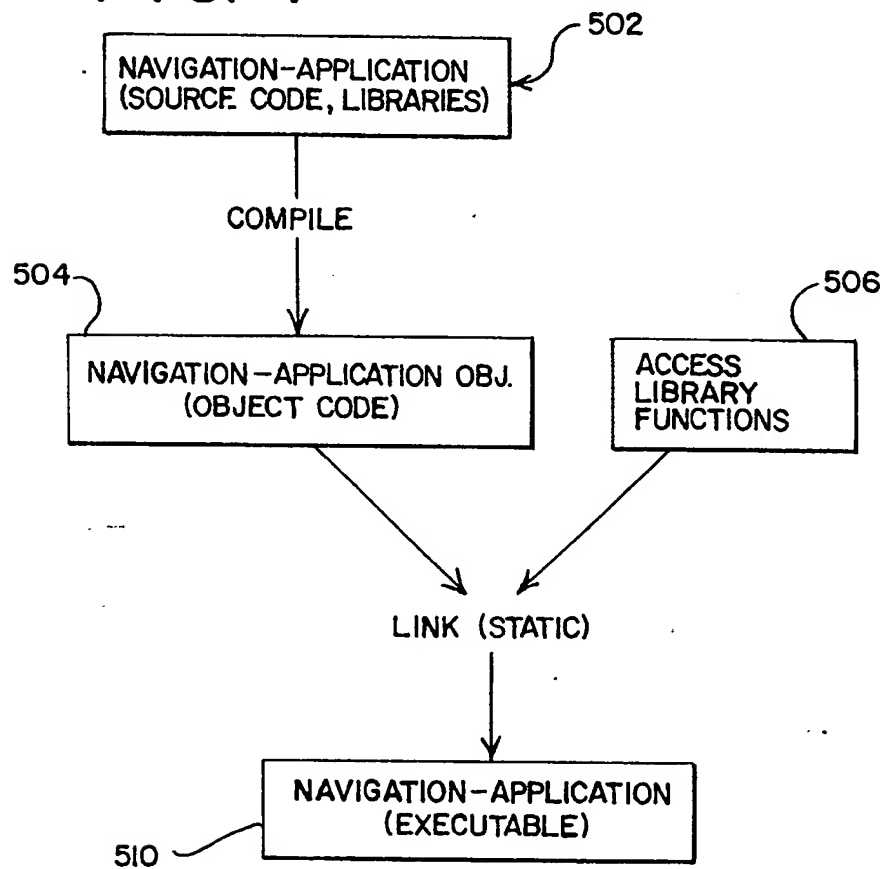 502
NAVIGATION-APPLICATION
(SOURCE CODE, LIBRARIES)
COMPILE
504
506
NAVIGATION-APPLICATION OBJ.
(OBJECT CODE)
ACCESS
LIBRARY
FUNCTIONS
LINK (STATIC)
NAVIGATION-APPLICATION
(EXECUTABLE)
510